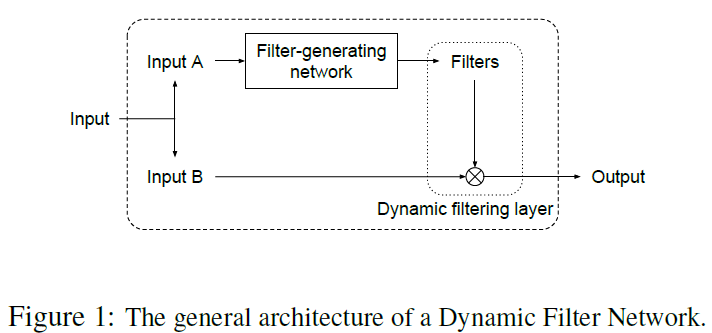 Input A
Filter-generating
network
Filters
Input
Input B
Output
Dynamic filtering layer
Figure 1: The general architecture of a Dynamic Filter Network.